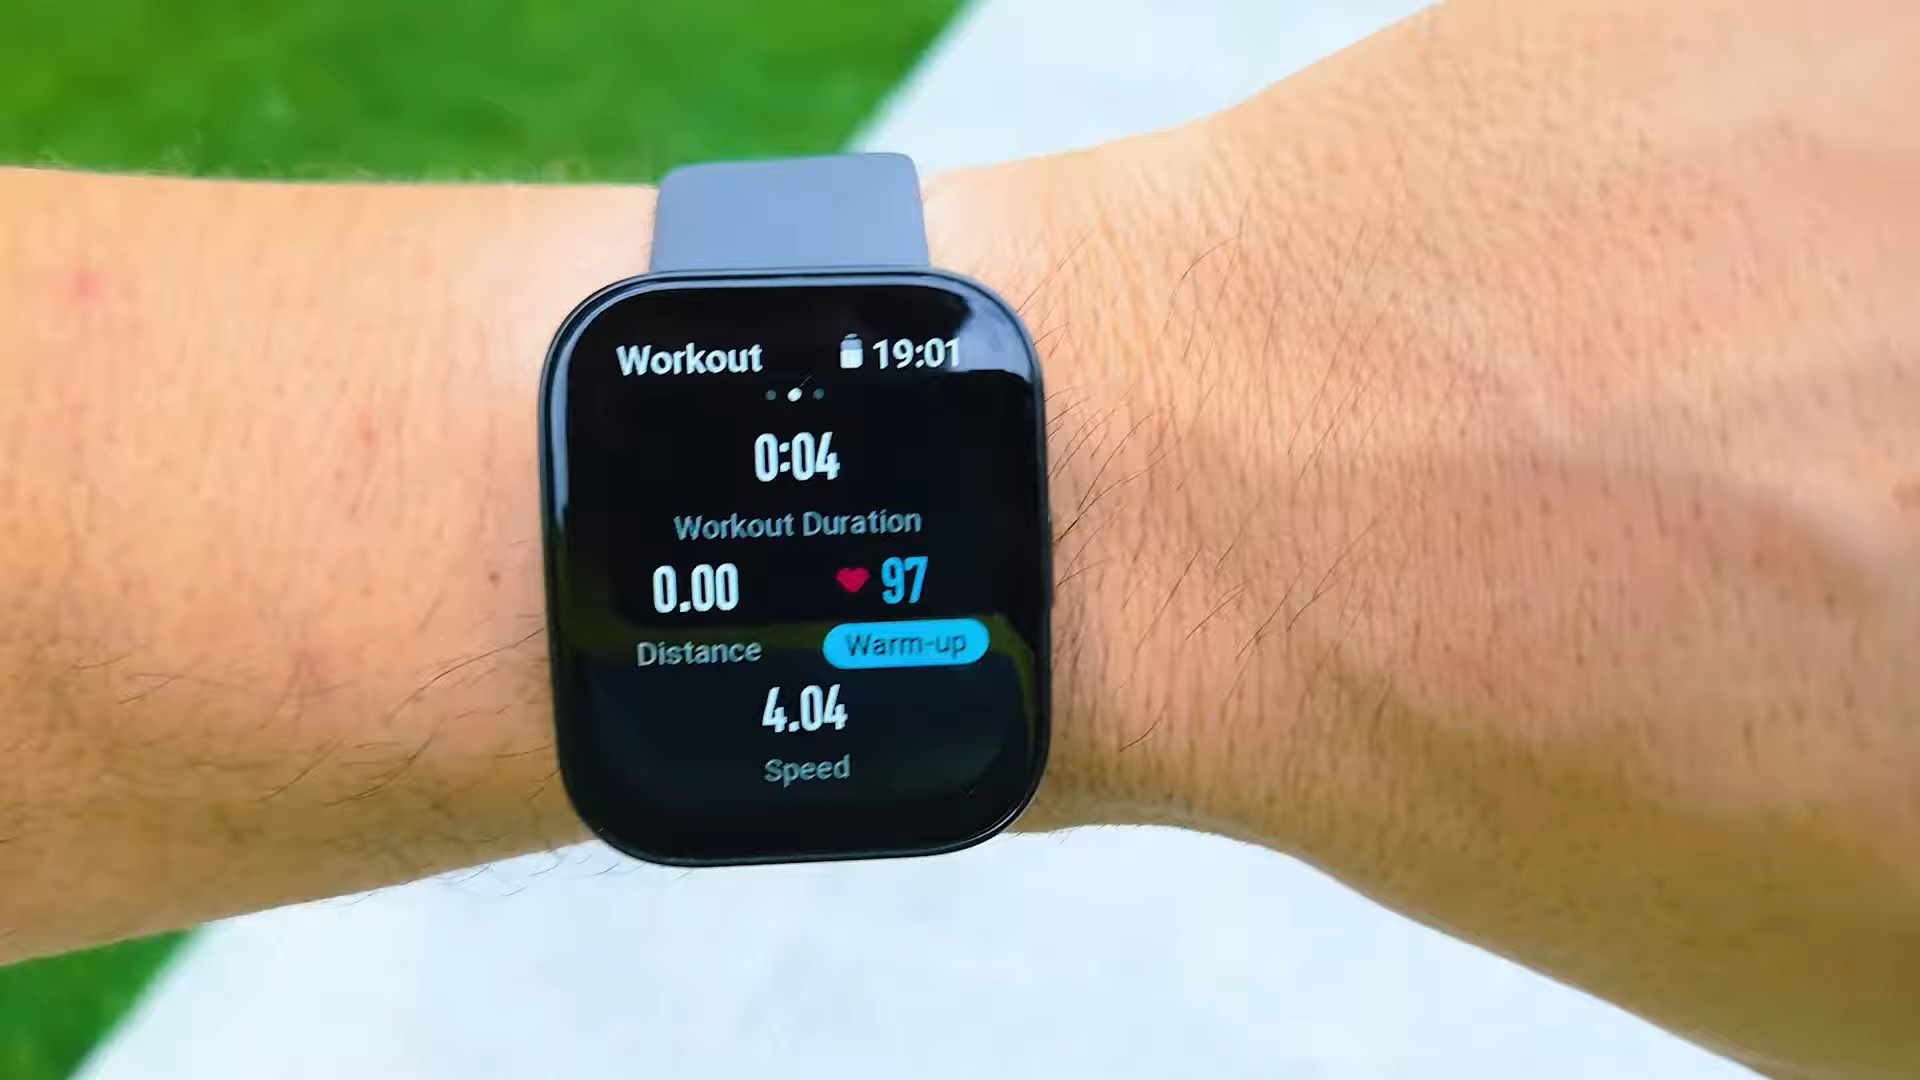 Workout 19:01
0:04
Workout Duration
0.00 97
Distance Warm-up
4.04
Speed